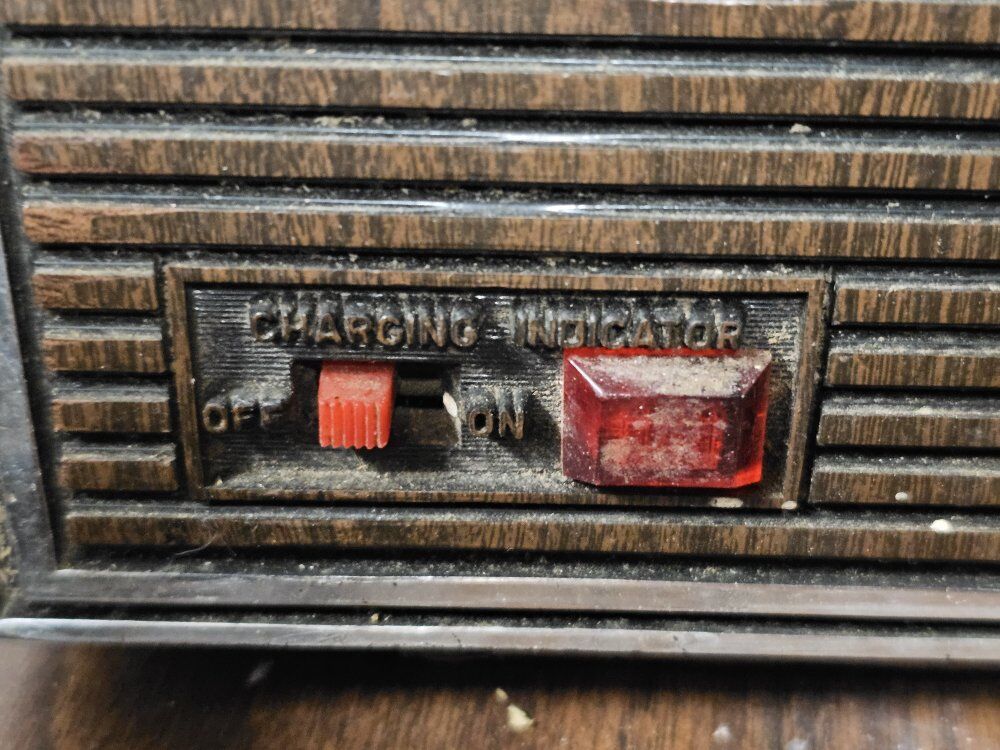 CHARGING INDICATOR
OFF ON